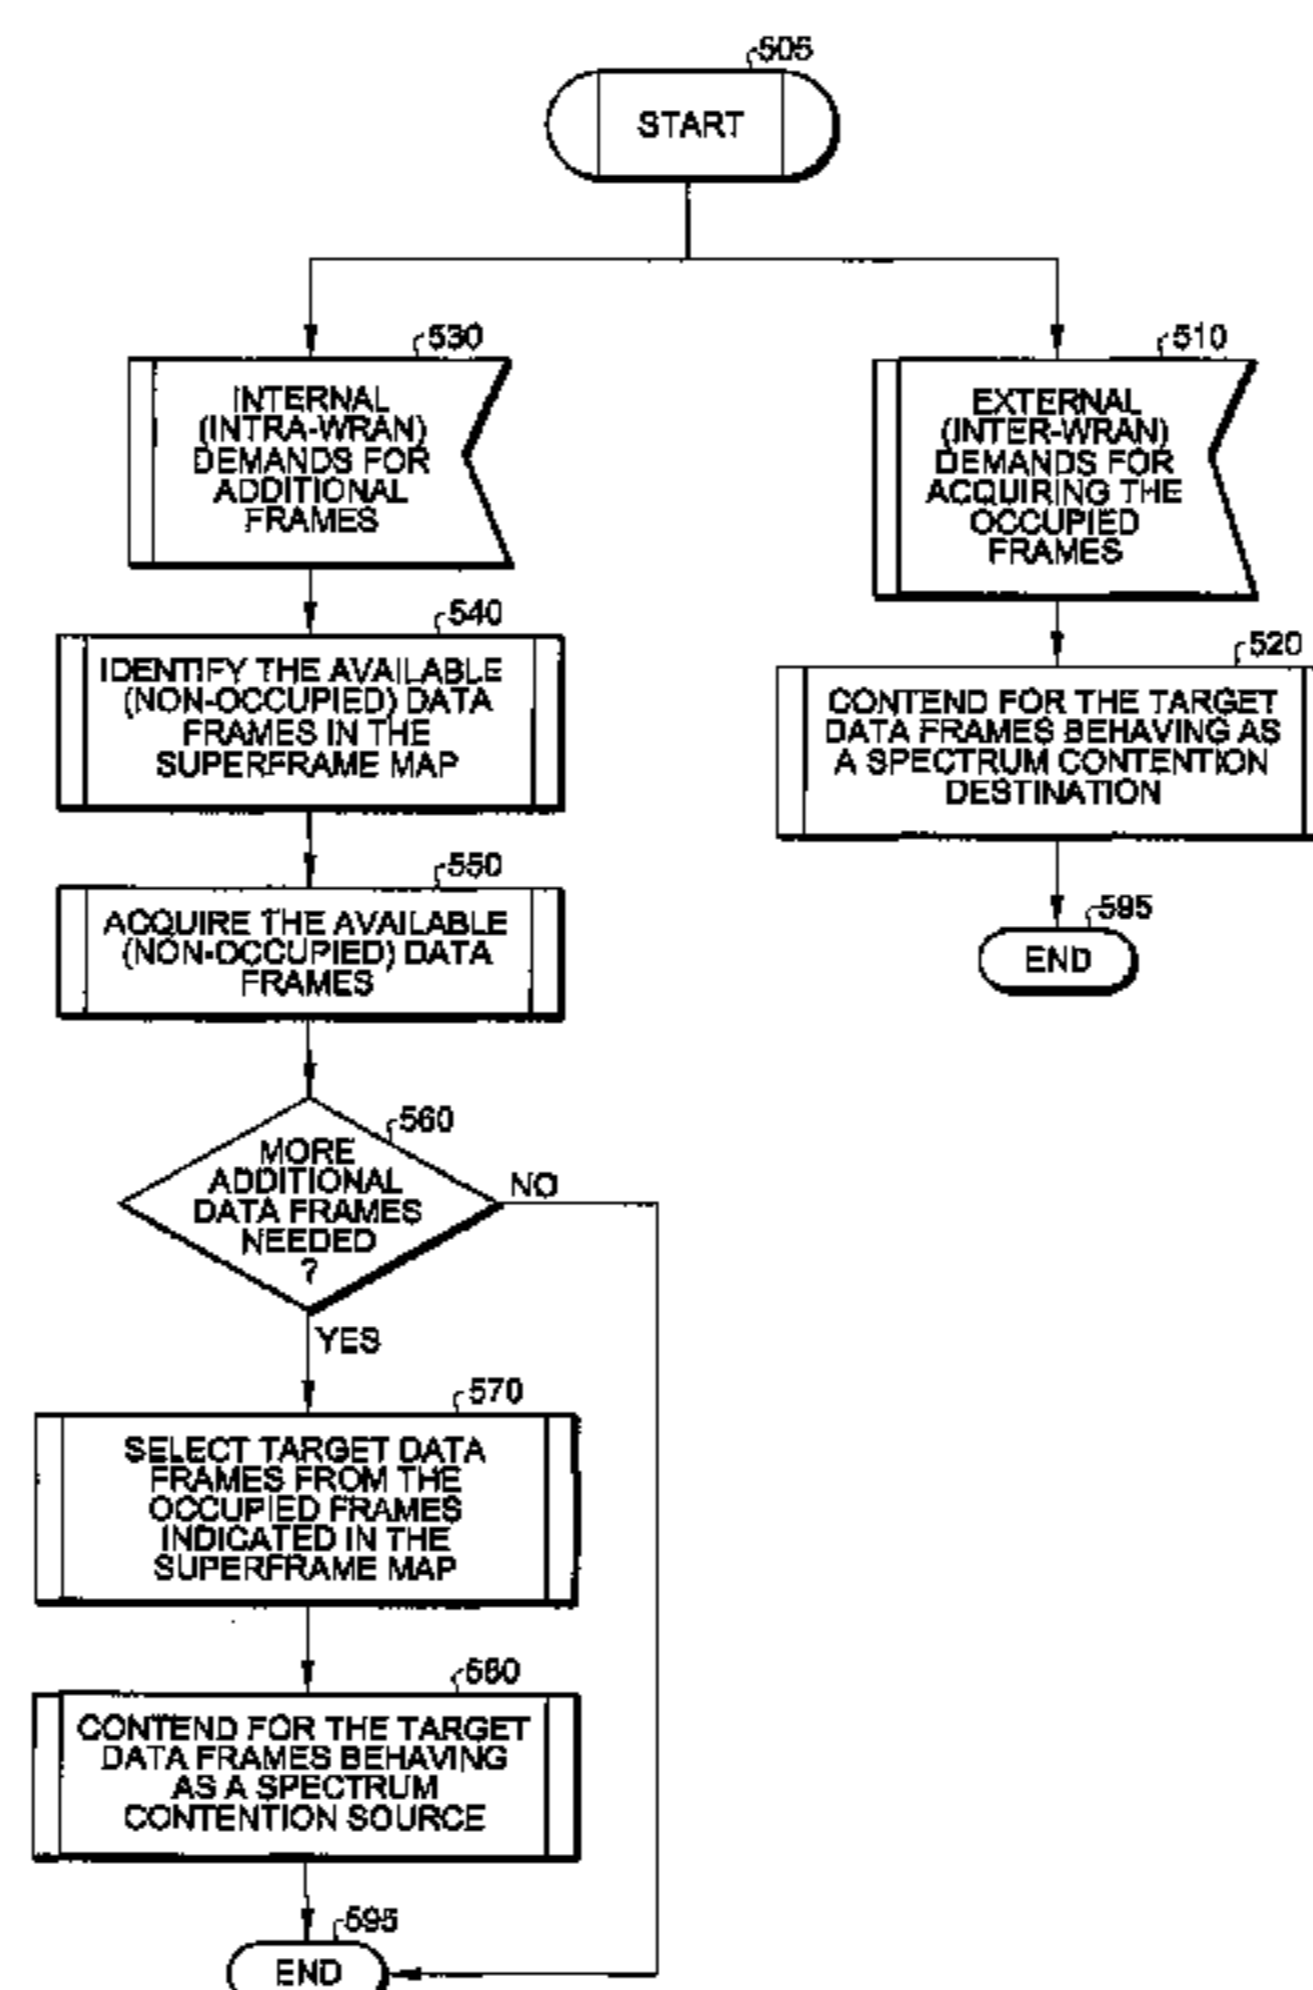 505
START
530
INTERNAL
(INTRA-WRAN)
DEMANDS FOR
ADDITIONAL
FRAMES
510
EXTERNAL
(INTER-WRAN)
DEMANDS FOR
ACQUIRING THE
OCCUPIED
FRAMES
540
IDENTIFY THE AVAILABLE
(NON-OCCUPIED) DATA
FRAMES IN THE
SUPERFRAME MAP
520
CONTEND FOR THE TARGET
DATA FRAMES BEHAVING AS
A SPECTRUM CONTENTION
DESTINATION
550
ACQUIRE THE AVAILABLE
(NON-OCCUPIED) DATA
FRAMES
595
END
560
MORE
ADDITIONAL
DATA FRAMES
NEEDED
?
NO
YES
570
SELECT TARGET DATA
FRAMES FROM THE
OCCUPIED FRAMES
INDICATED IN THE
SUPERFRAME MAP
580
CONTEND FOR THE TARGET
DATA FRAMES BEHAVING
AS A SPECTRUM
CONTENTION SOURCE
595
END